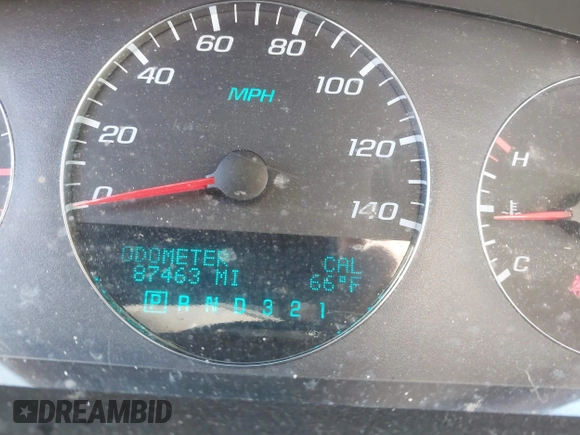 60 80
40 100
MPH
20 120
0 140
H
C
ODOMETER CAL
87463 MI 66°F
P R N D 3 2 1
DREAMBID